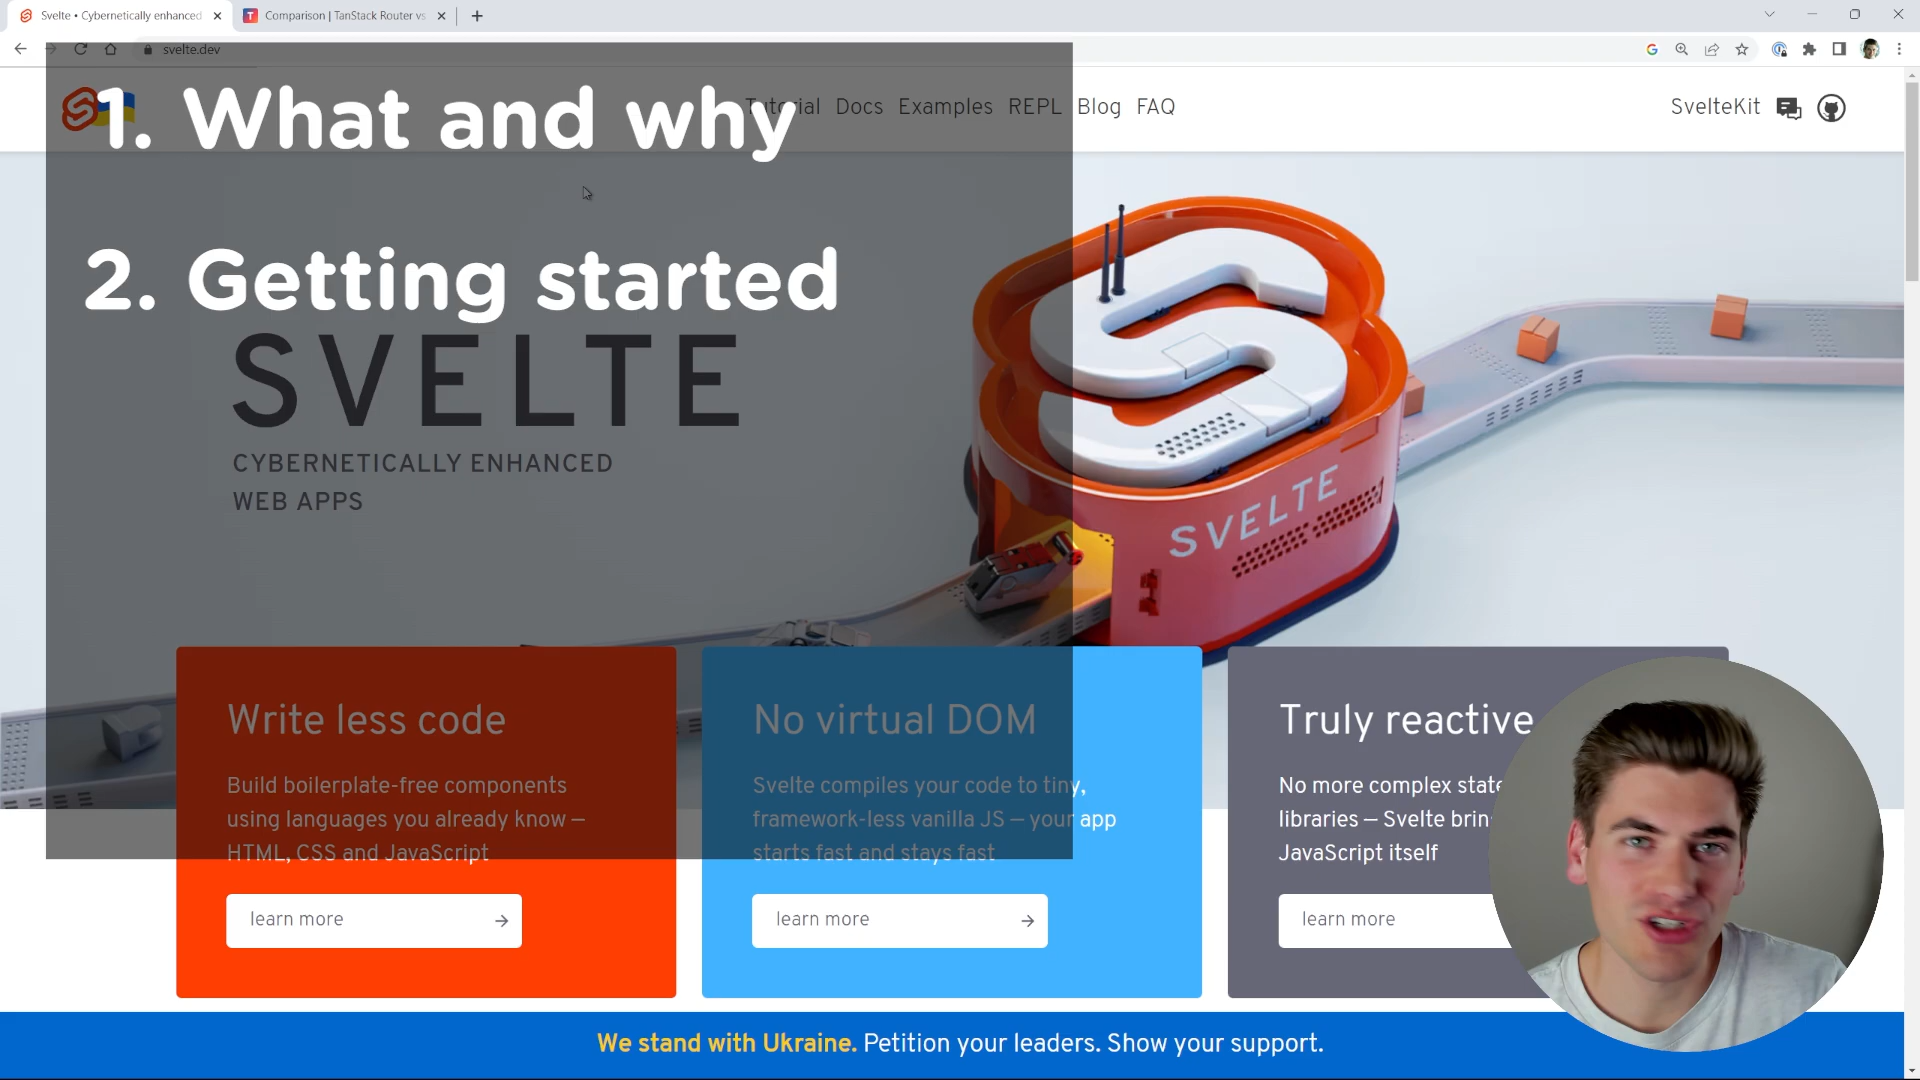 Svelte • Cybernetically enhanced
Comparison | TanStack Router vs
svelte.dev
1. What and why
Tutorial Docs Examples REPL Blog FAQ
SvelteKit
2. Getting started
SVELTE
CYBERNETICALLY ENHANCED
WEB APPS
SVELTE
Write less code
Build boilerplate-free components
using languages you already know —
HTML, CSS and JavaScript
learn more
No virtual DOM
Svelte compiles your code to tiny,
framework-less vanilla JS — your app
starts fast and stays fast
learn more
Truly reactive
No more complex state
libraries — Svelte
JavaScript itself
learn more
We stand with Ukraine. Petition your leaders. Show your support.